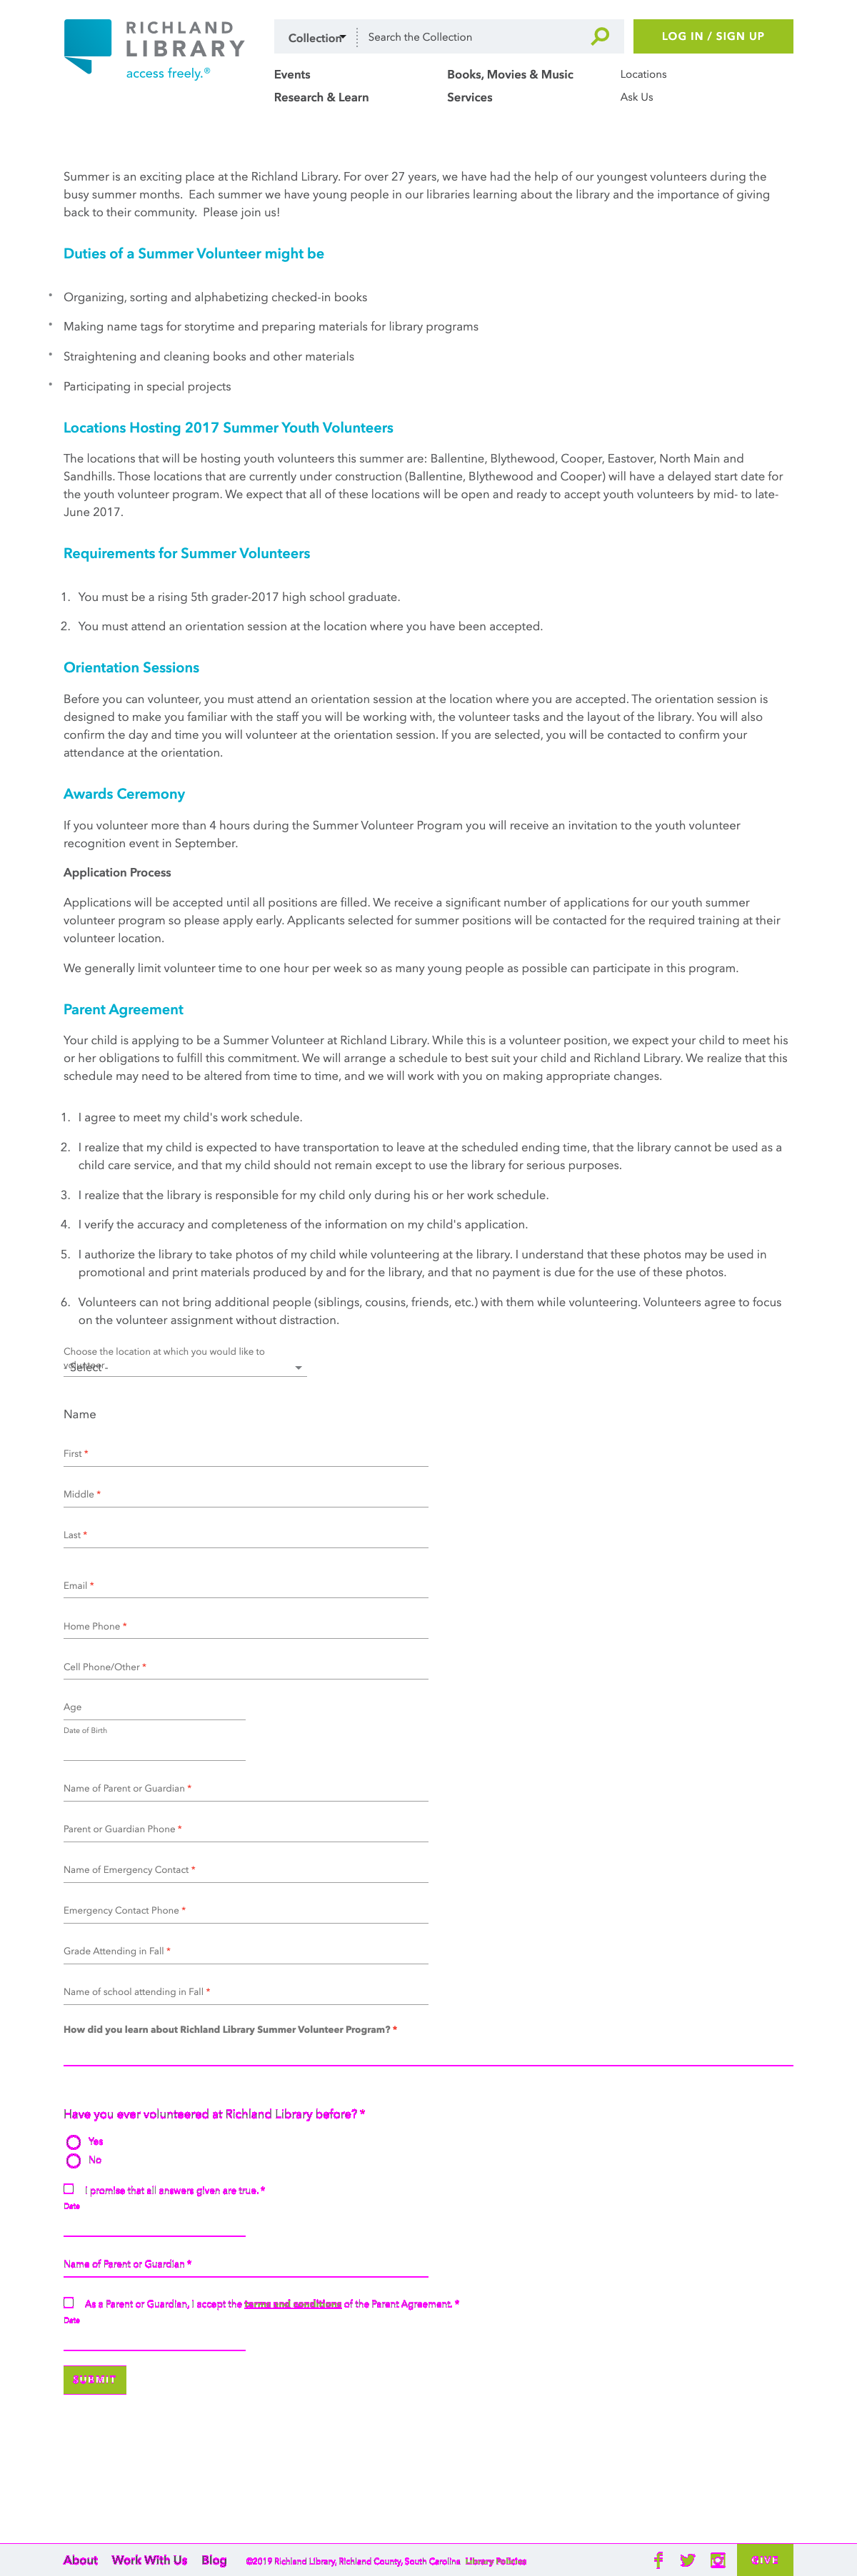 RICHLAND
LIBRARY
access freely.®
Collection
Search the Collection
LOG IN / SIGN UP
Events
Books, Movies & Music
Locations
Research & Learn
Services
Ask Us
Summer is an exciting place at the Richland Library. For over 27 years, we have had the help of our youngest volunteers during the
busy summer months.  Each summer we have young people in our libraries learning about the library and the importance of giving
back to their community.  Please join us!
Duties of a Summer Volunteer might be
Organizing, sorting and alphabetizing checked-in books
Making name tags for storytime and preparing materials for library programs
Straightening and cleaning books and other materials
Participating in special projects
Locations Hosting 2017 Summer Youth Volunteers
The locations that will be hosting youth volunteers this summer are: Ballentine, Blythewood, Cooper, Eastover, North Main and
Sandhills. Those locations that are currently under construction (Ballentine, Blythewood and Cooper) will have a delayed start date for
the youth volunteer program. We expect that all of these locations will be open and ready to accept youth volunteers by mid- to late-
June 2017.
Requirements for Summer Volunteers
1. You must be a rising 5th grader-2017 high school graduate.
2. You must attend an orientation session at the location where you have been accepted.
Orientation Sessions
Before you can volunteer, you must attend an orientation session at the location where you are accepted. The orientation session is
designed to make you familiar with the staff you will be working with, the volunteer tasks and the layout of the library. You will also
confirm the day and time you will volunteer at the orientation session. If you are selected, you will be contacted to confirm your
attendance at the orientation.
Awards Ceremony
If you volunteer more than 4 hours during the Summer Volunteer Program you will receive an invitation to the youth volunteer
recognition event in September.
Application Process
Applications will be accepted until all positions are filled. We receive a significant number of applications for our youth summer
volunteer program so please apply early. Applicants selected for summer positions will be contacted for the required training at their
volunteer location.
We generally limit volunteer time to one hour per week so as many young people as possible can participate in this program.
Parent Agreement
Your child is applying to be a Summer Volunteer at Richland Library. While this is a volunteer position, we expect your child to meet his
or her obligations to fulfill this commitment. We will arrange a schedule to best suit your child and Richland Library. We realize that this
schedule may need to be altered from time to time, and we will work with you on making appropriate changes.
1. I agree to meet my child's work schedule.
2. I realize that my child is expected to have transportation to leave at the scheduled ending time, that the library cannot be used as a
child care service, and that my child should not remain except to use the library for serious purposes.
3. I realize that the library is responsible for my child only during his or her work schedule.
4. I verify the accuracy and completeness of the information on my child's application.
5. I authorize the library to take photos of my child while volunteering at the library. I understand that these photos may be used in
promotional and print materials produced by and for the library, and that no payment is due for the use of these photos.
6. Volunteers can not bring additional people (siblings, cousins, friends, etc.) with them while volunteering. Volunteers agree to focus
on the volunteer assignment without distraction.
Choose the location at which you would like to
volunteer
- Select -
Name
First *
Middle *
Last *
Email *
Home Phone *
Cell Phone/Other *
Age
Date of Birth
Name of Parent or Guardian *
Parent or Guardian Phone *
Name of Emergency Contact *
Emergency Contact Phone *
Grade Attending in Fall *
Name of school attending in Fall *
How did you learn about Richland Library Summer Volunteer Program? *
Have you ever volunteered at Richland Library before? *
Yes
No
I promise that all answers given are true. *
Date
Name of Parent or Guardian *
As a Parent or Guardian, I accept the terms and conditions of the Parent Agreement. *
Date
SUBMIT
About
Work With Us
Blog
©2019 Richland Library, Richland County, South Carolina
Library Policies
GIVE